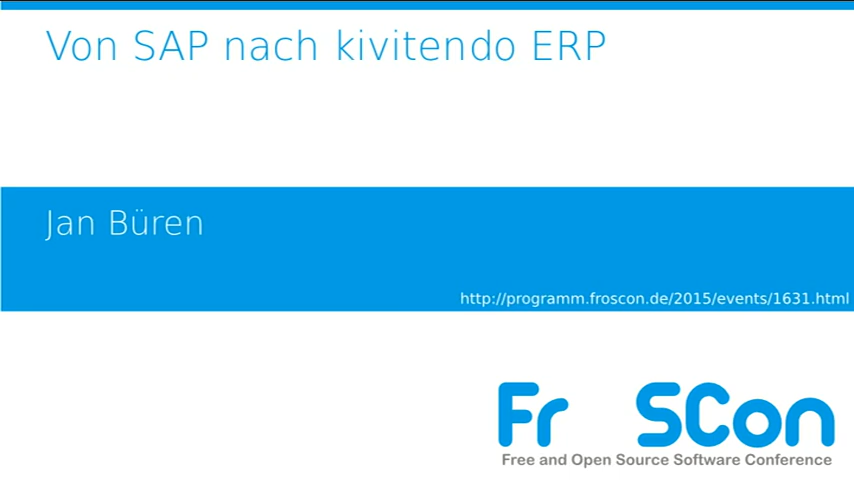 Von SAP nach kivitendo ERP
Jan Büren
http://programm.froscon.de/2015/events/1631.html
Fr SCon
Free and Open Source Software Conference